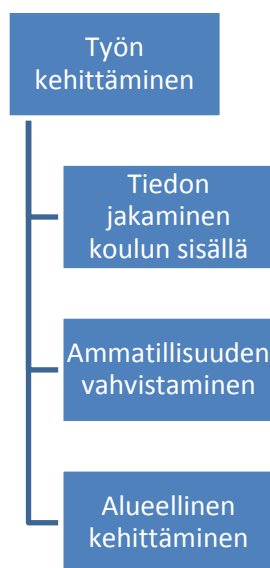 Työn
kehittäminen
Tiedon
jakaminen
koulun sisällä
Ammatillisuuden
vahvistaminen
Alueellinen
kehittäminen